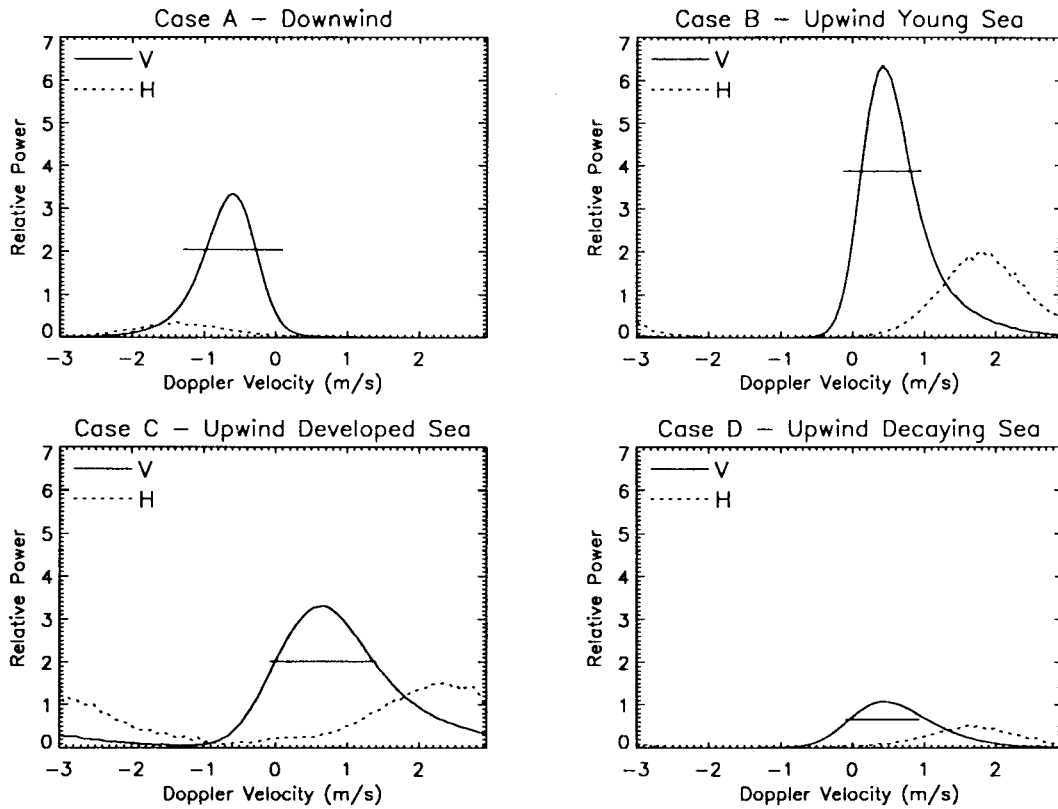 Case A – Downwind
7
6
5
4
3
2
1
0
Relative Power
V
H
−3 −2 −1 0 1 2
Doppler Velocity (m/s)
Case B – Upwind Young Sea
7
6
5
4
3
2
1
0
Relative Power
V
H
−3 −2 −1 0 1 2
Doppler Velocity (m/s)
Case C – Upwind Developed Sea
7
6
5
4
3
2
1
0
Relative Power
V
H
−3 −2 −1 0 1 2
Doppler Velocity (m/s)
Case D – Upwind Decaying Sea
7
6
5
4
3
2
1
0
Relative Power
V
H
−3 −2 −1 0 1 2
Doppler Velocity (m/s)